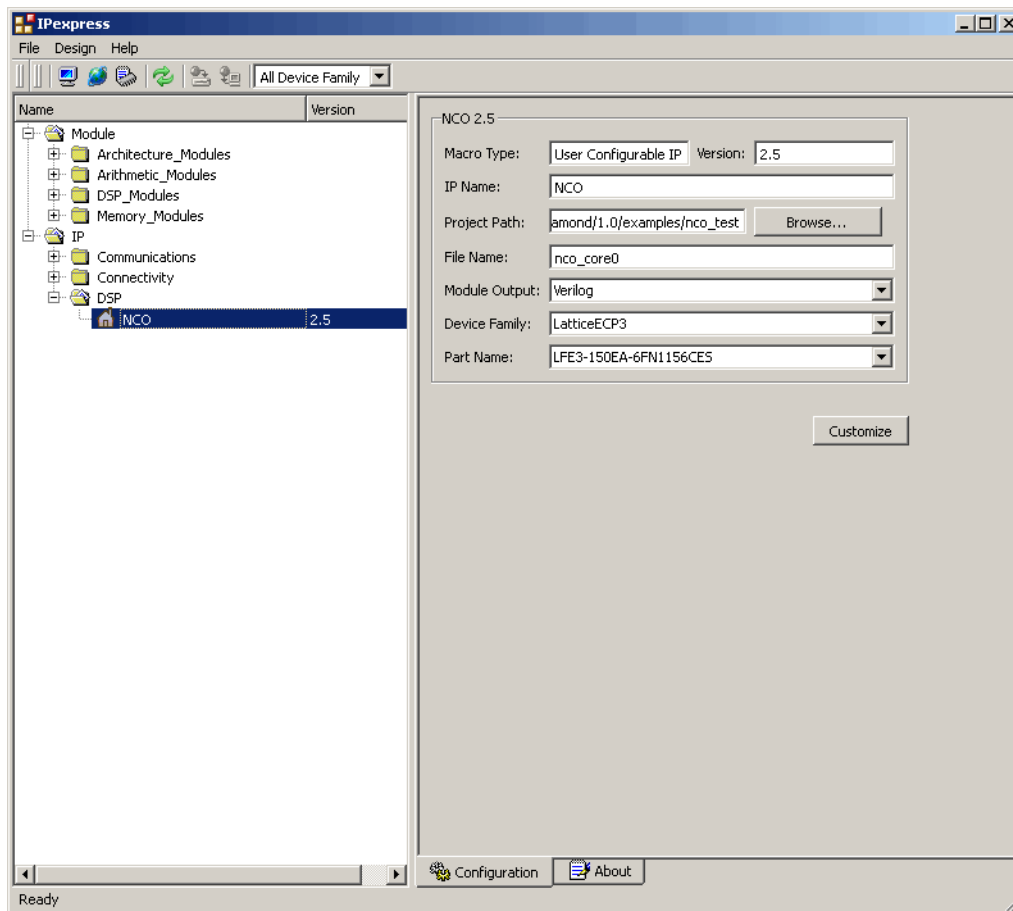 IPexpress
File Design Help
All Device Family
Name Version
Module
Architecture_Modules
Arithmetic_Modules
DSP_Modules
Memory_Modules
IP
Communications
Connectivity
DSP
NCO 2.5
NCO 2.5
Macro Type: User Configurable IP Version: 2.5
IP Name: NCO
Project Path: amond/1.0/examples/nco_test Browse...
File Name: nco_core0
Module Output: Verilog
Device Family: LatticeECP3
Part Name: LFE3-150EA-6FN1156CES
Customize
Configuration About
Ready